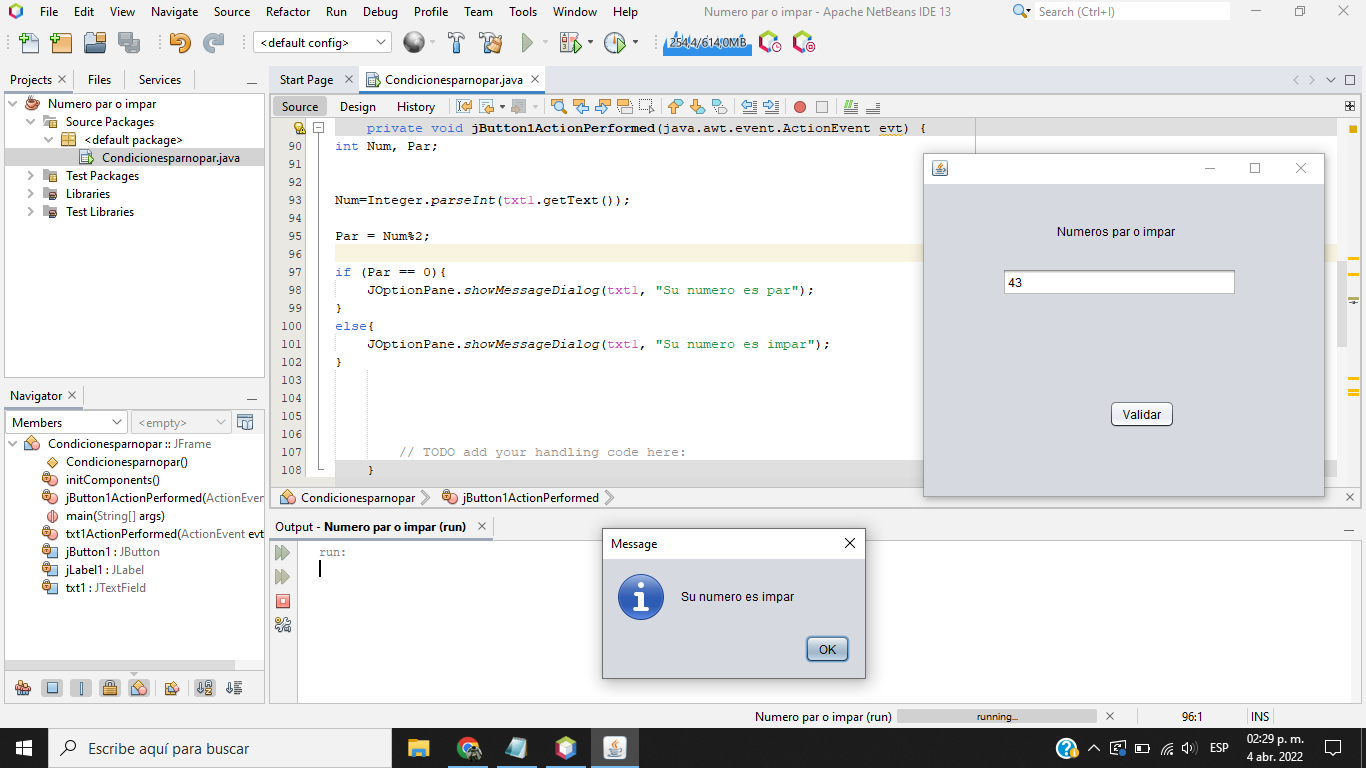 File Edit View Navigate Source Refactor Run Debug Profile Team Tools Window Help Numero par o impar - Apache NetBeans IDE 13 Search (Ctrl+I)
<default config> 254,4/614,0MB
Projects Files Services
Numero par o impar
Source Packages
<default package>
Condicionesparnopar.java
Test Packages
Libraries
Test Libraries
Start Page Condicionesparnopar.java
Source Design History
private void jButton1ActionPerformed(java.awt.event.ActionEvent evt) {
90 int Num, Par;
91
92
93 Num=Integer.parseInt(txt1.getText());
94
95 Par = Num%2;
96
97 if (Par == 0){
98 JOptionPane.showMessageDialog(txt1, "Su numero es par");
99 }
100 else{
101 JOptionPane.showMessageDialog(txt1, "Su numero es impar");
102 }
103
104
105
106
107 // TODO add your handling code here:
108 }
Condicionesparnopar jButton1ActionPerformed
Numeros par o impar
43
Validar
Navigator
Members <empty>
Condicionesparnopar :: JFrame
Condicionesparnopar()
initComponents()
jButton1ActionPerformed(ActionEven
main(String[] args)
txt1ActionPerformed(ActionEvent evt
jButton1 : JButton
jLabel1 : JLabel
txt1 : JTextField
Output - Numero par o impar (run)
run:
Message
Su numero es impar
OK
Numero par o impar (run) running... 96:1 INS
Escribe aquí para buscar
ESP
02:29 p. m.
4 abr. 2022